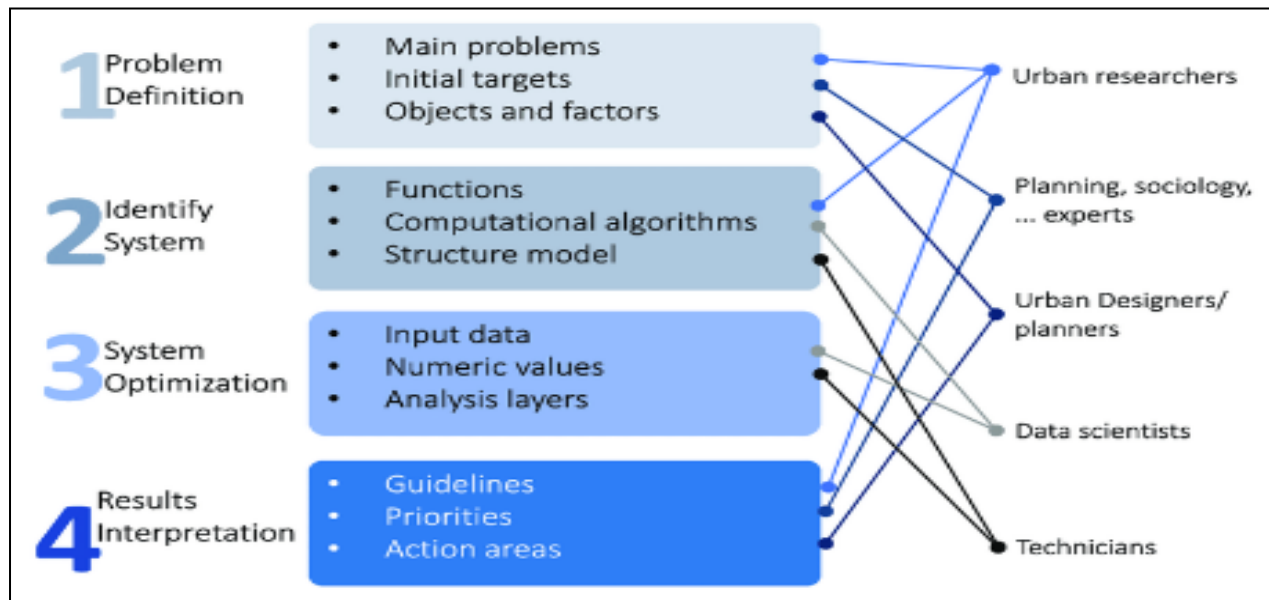 1 Problem
Definition
• Main problems
• Initial targets
• Objects and factors
2 Identify
System
• Functions
• Computational algorithms
• Structure model
3 System
Optimization
• Input data
• Numeric values
• Analysis layers
4 Results
Interpretation
• Guidelines
• Priorities
• Action areas
Urban researchers
Planning, sociology,
... experts
Urban Designers/
planners
Data scientists
Technicians